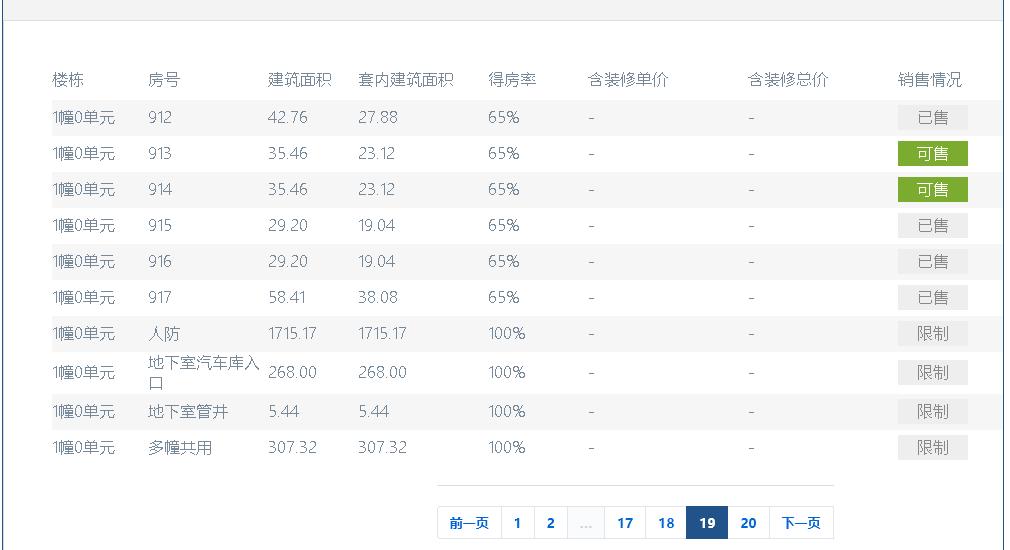 楼栋 房号 建筑面积 套内建筑面积 得房率 含装修单价 含装修总价 销售情况
1幢0单元 912 42.76 27.88 65% - - 已售
1幢0单元 913 35.46 23.12 65% - - 可售
1幢0单元 914 35.46 23.12 65% - - 可售
1幢0单元 915 29.20 19.04 65% - - 已售
1幢0单元 916 29.20 19.04 65% - - 已售
1幢0单元 917 58.41 38.08 65% - - 已售
1幢0单元 人防 1715.17 1715.17 100% - - 限制
1幢0单元 地下室汽车库入 268.00 268.00 100% - - 限制
口
1幢0单元 地下室管井 5.44 5.44 100% - - 限制
1幢0单元 多幢共用 307.32 307.32 100% - - 限制
前一页 1 2 ... 17 18 19 20 下一页